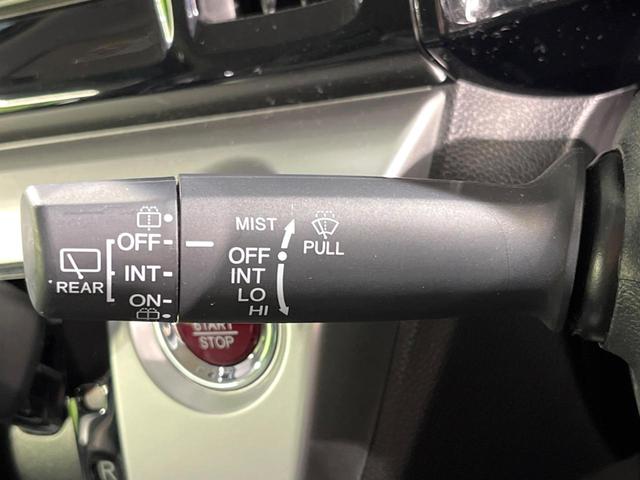 OFF
INT
REAR
ON
MIST
OFF
INT
LO
HI
PULL
START
STOP
R